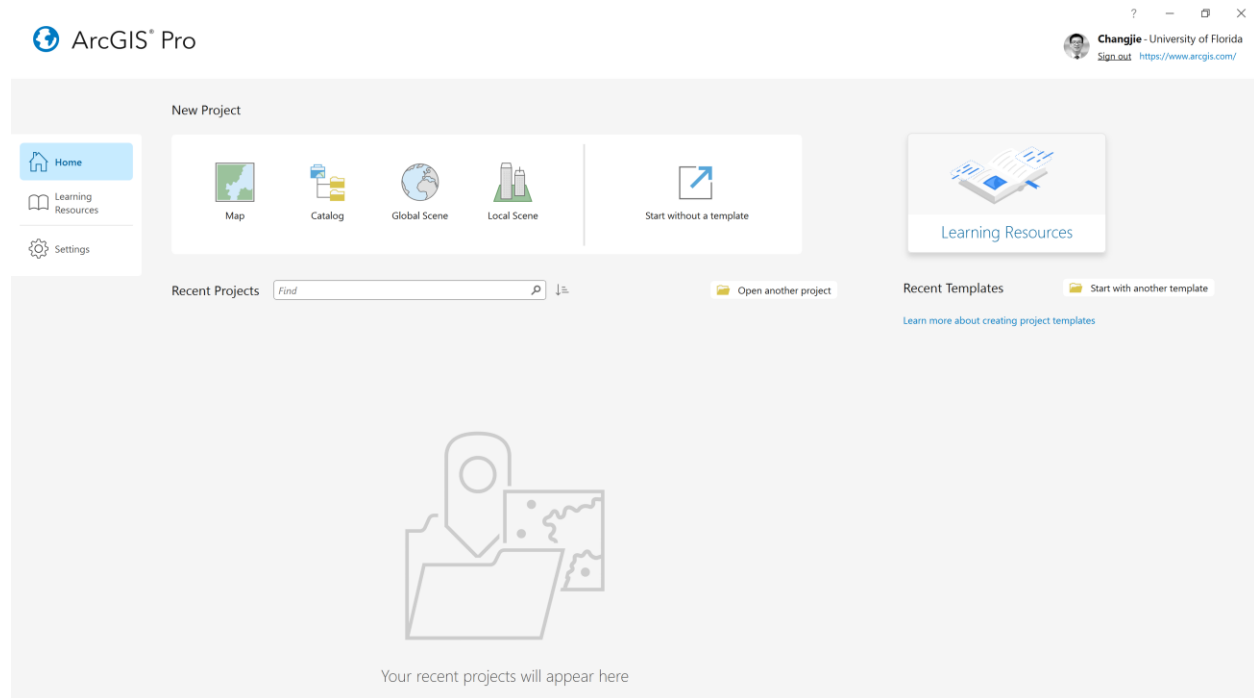 ArcGIS® Pro
?
Changjie - University of Florida
Sign out https://www.arcgis.com/
New Project
Home
Learning
Resources
Settings
Map
Catalog
Global Scene
Local Scene
Start without a template
Learning Resources
Recent Projects
Find
Open another project
Recent Templates
Start with another template
Learn more about creating project templates
Your recent projects will appear here